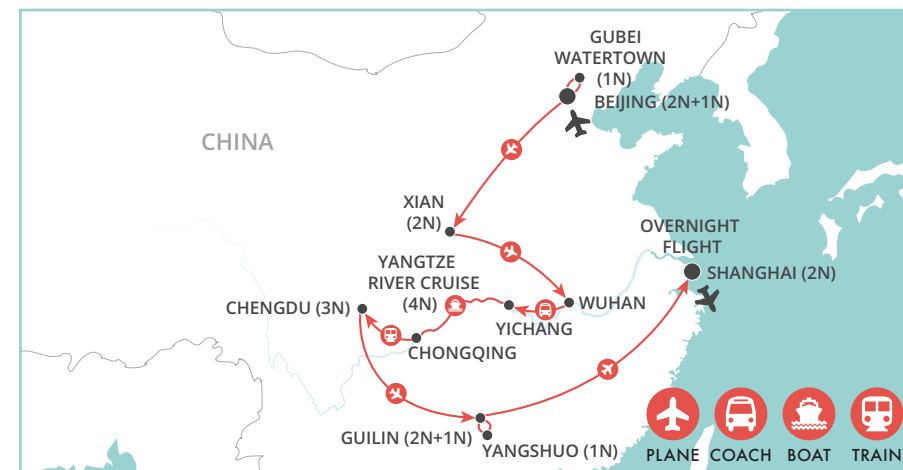 GUBEI
WATERTOWN
(1N)
BEIJING (2N+1N)
CHINA
XIAN
(2N)
OVERNIGHT
FLIGHT
SHANGHAI (2N)
YANGTZE
RIVER CRUISE
(4N)
WUHAN
CHENGDU (3N)
YICHANG
CHONGQING
GUILIN (2N+1N)
YANGSHUO (1N)
PLANE
COACH
BOAT
TRAIN